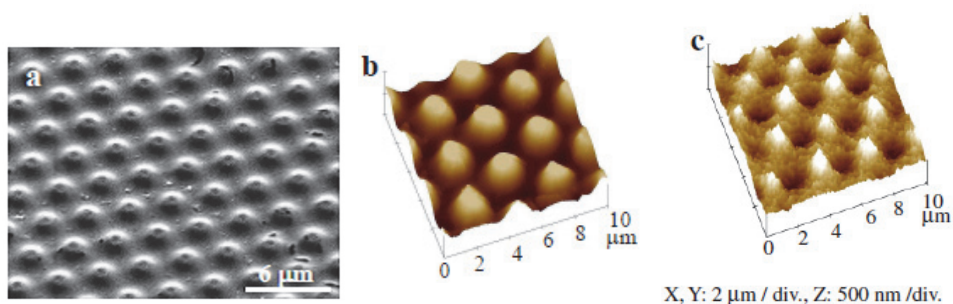 a
6 μm
b
0 2 4 6 8 10
μm
c
0 2 4 6 8 10
μm
X, Y: 2 μm / div., Z: 500 nm /div.